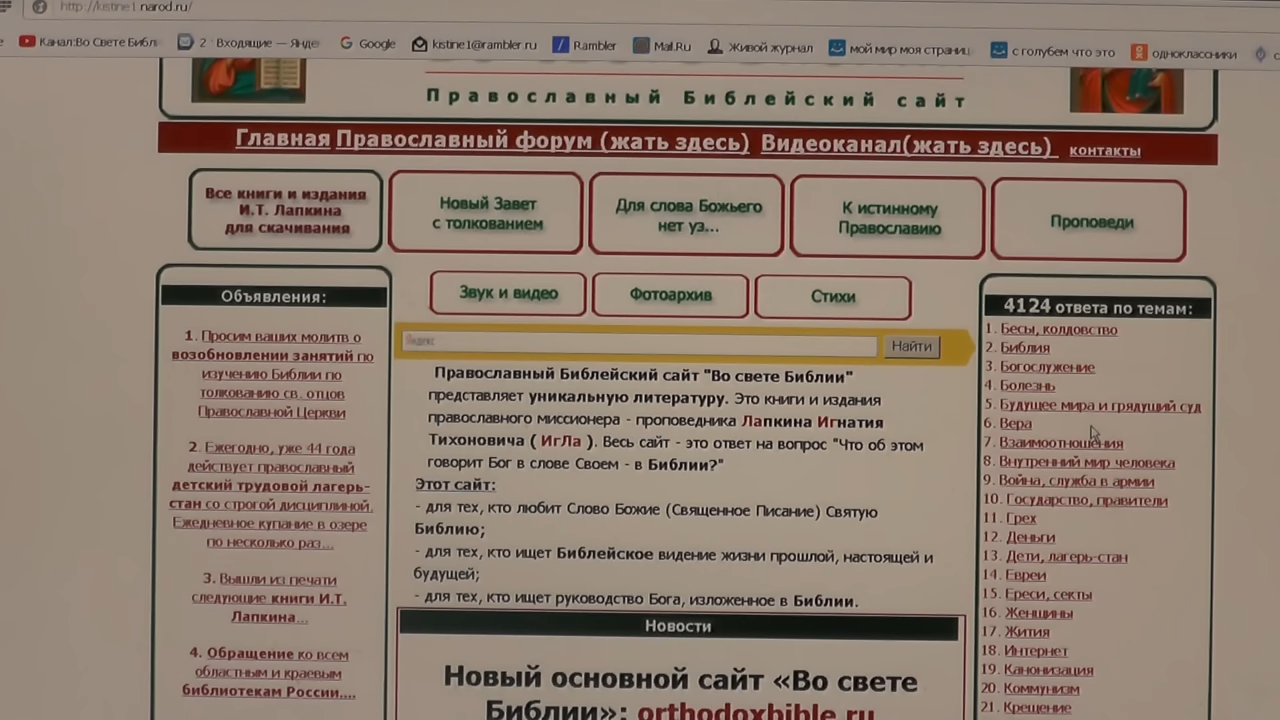 http://kistine1.narod.ru/
Канал:Во Свете Библ
2 · Входящие — Янде
Google
kistine1@rambler.ru
Rambler
Mail.Ru
Живой журнал
мой мир моя страниц
с голубем что это
одноклассники
Православный Библейский сайт
Главная Православный форум (жать здесь) Видеоканал(жать здесь) контакты
Все книги и издания
И.Т. Лапкина
для скачивания
Новый Завет
с толкованием
Для слова Божьего
нет уз...
К истинному
Православию
Проповеди
Звук и видео
Фотоархив
Стихи
Объявления:
1. Просим ваших молитв о
возобновлении занятий по
изучению Библии по
толкованию св. отцов
Православной Церкви
2. Ежегодно, уже 44 года
действует православный
детский трудовой лагерь-
стан со строгой дисциплиной.
Ежедневное купание в озере
по несколько раз...
3. Вышли из печати
следующие книги И.Т.
Лапкина...
4. Обращение ко всем
областным и краевым
библиотекам России....
Яндекс
Найти
Православный Библейский сайт "Во свете Библии"
представляет уникальную литературу. Это книги и издания
православного миссионера - проповедника Лапкина Игнатия
Тихоновича ( ИгЛа ). Весь сайт - это ответ на вопрос "Что об этом
говорит Бог в слове Своем - в Библии?"
Этот сайт:
- для тех, кто любит Слово Божие (Священное Писание) Святую
Библию;
- для тех, кто ищет Библейское видение жизни прошлой, настоящей и
будущей;
- для тех, кто ищет руководство Бога, изложенное в Библии.
Новости
Новый основной сайт «Во свете
Библии»: orthodoxbible.ru
4124 ответа по темам:
1. Бесы, колдовство
2. Библия
3. Богослужение
4. Болезнь
5. Будущее мира и грядущий суд
6. Вера
7. Взаимоотношения
8. Внутренний мир человека
9. Война, служба в армии
10. Государство, правители
11. Грех
12. Деньги
13. Дети, лагерь-стан
14. Евреи
15. Ереси, секты
16. Женщины
17. Жития
18. Интернет
19. Канонизация
20. Коммунизм
21. Крещение